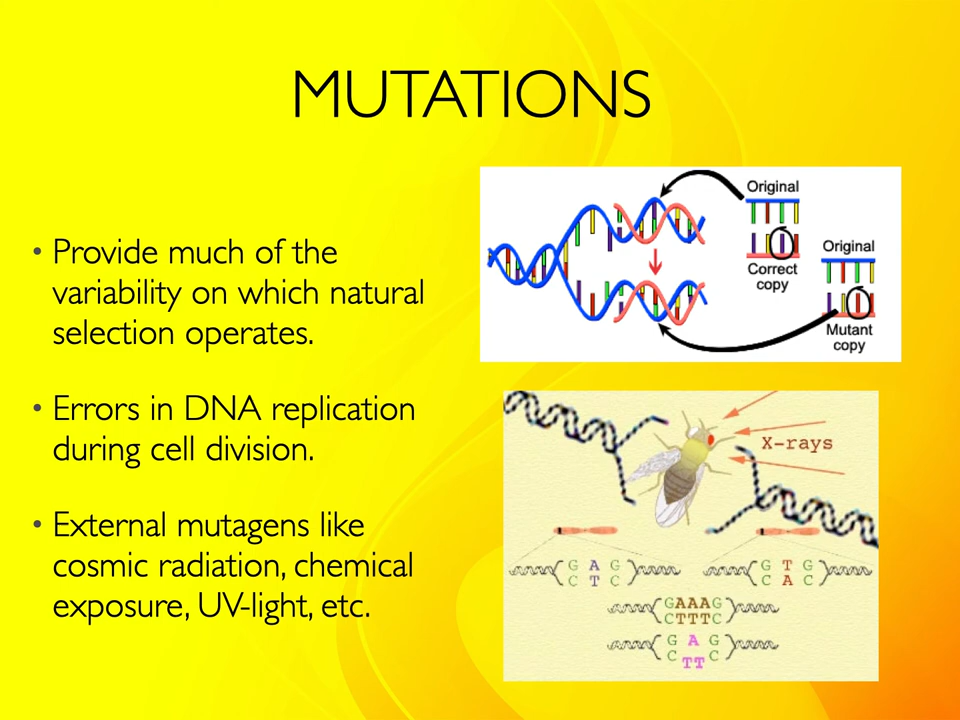 MUTATIONS
• Provide much of the
variability on which natural
selection operates.
• Errors in DNA replication
during cell division.
• External mutagens like
cosmic radiation, chemical
exposure, UV-light, etc.
Original
Correct
copy
Original
Mutant
copy
X-rays
G A G
C T C
G T G
C A C
GAAAG
CTTTC
G A G
C TT C